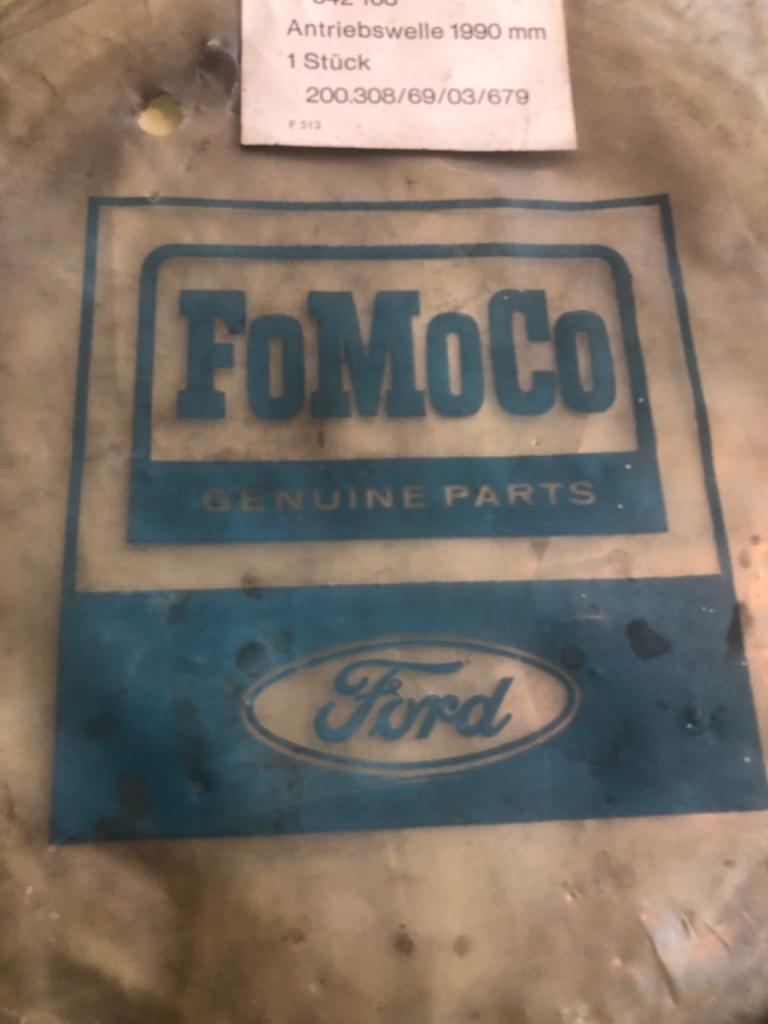 Antriebswelle 1990 mm
1 Stück
200.308/69/03/679
F 513
FoMoCo
GENUINE PARTS
Ford